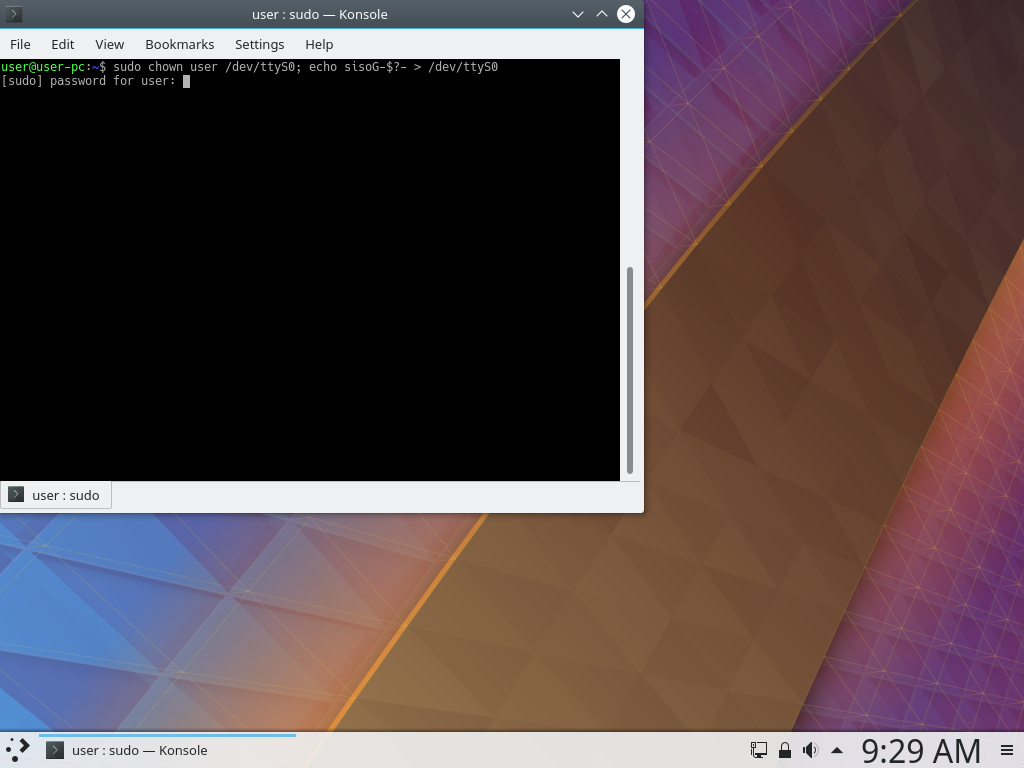 user : sudo — Konsole
File Edit View Bookmarks Settings Help
user@user-pc:~$ sudo chown user /dev/ttyS0; echo sisoG-$?- > /dev/ttyS0
[sudo] password for user:
user : sudo
user : sudo — Konsole
9:29 AM